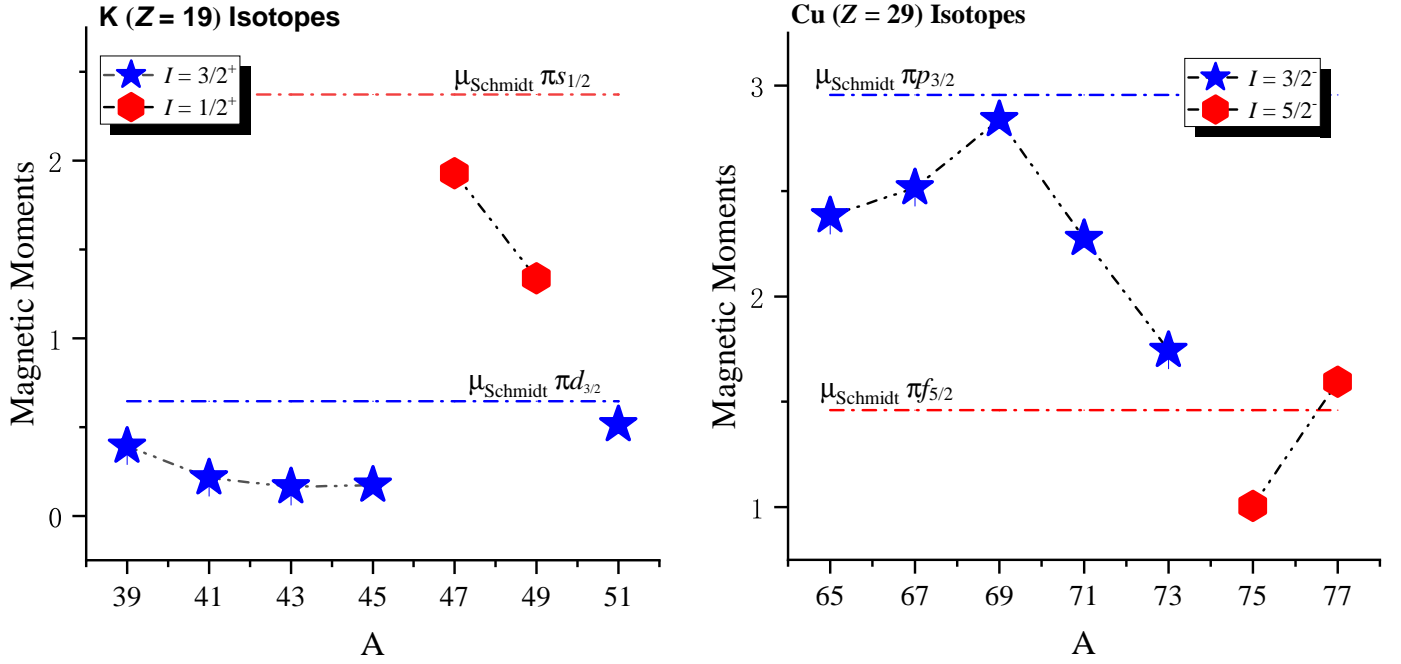 K (Z = 19) Isotopes
I = 3/2⁺
I = 1/2⁺
μSchmidt πs1/2
μSchmidt πd3/2
Magnetic Moments
2
1
0
39 41 43 45 47 49 51
A
Cu (Z = 29) Isotopes
μSchmidt πp3/2
I = 3/2⁻
I = 5/2⁻
μSchmidt πf5/2
Magnetic Moments
3
2
1
65 67 69 71 73 75 77
A